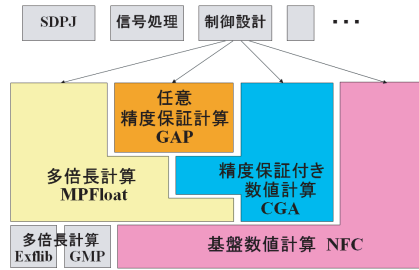 SDPJ
信号処理
制御設計
...
任意
精度保証計算
GAP
多倍長計算
MPFloat
精度保証付き
数値計算
CGA
多倍長計算
Exflib GMP
基盤数値計算 NFC